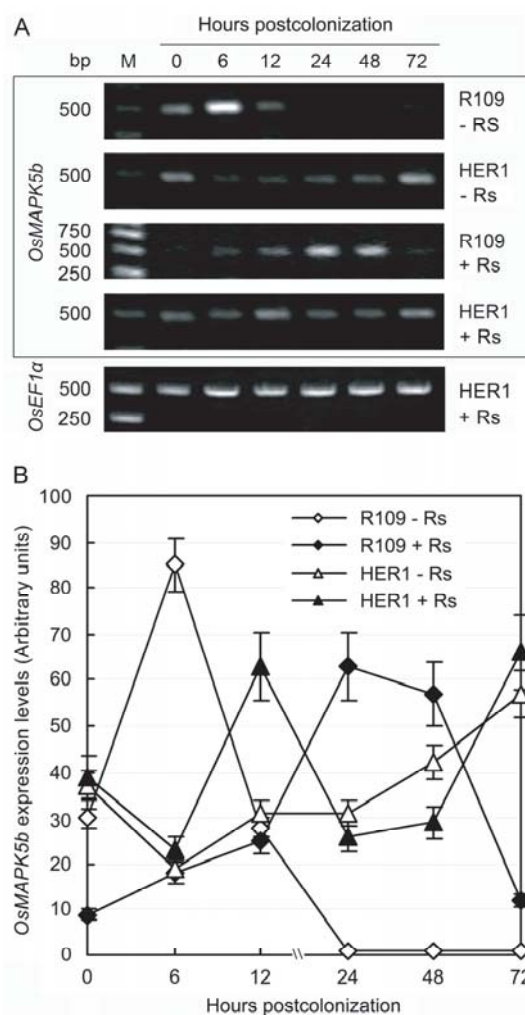 A
Hours postcolonization
bp M 0 6 12 24 48 72
OsMAPK5b
500
R109
- RS
500
HER1
- Rs
750
500
250
R109
+ Rs
500
HER1
+ Rs
OsEF1α
500
250
HER1
+ Rs
B
OsMAPK5b expression levels (Arbitrary units)
100
90
80
70
60
50
40
30
20
10
0
R109 - Rs
R109 + Rs
HER1 - Rs
HER1 + Rs
0 6 12 24 48 72
Hours postcolonization